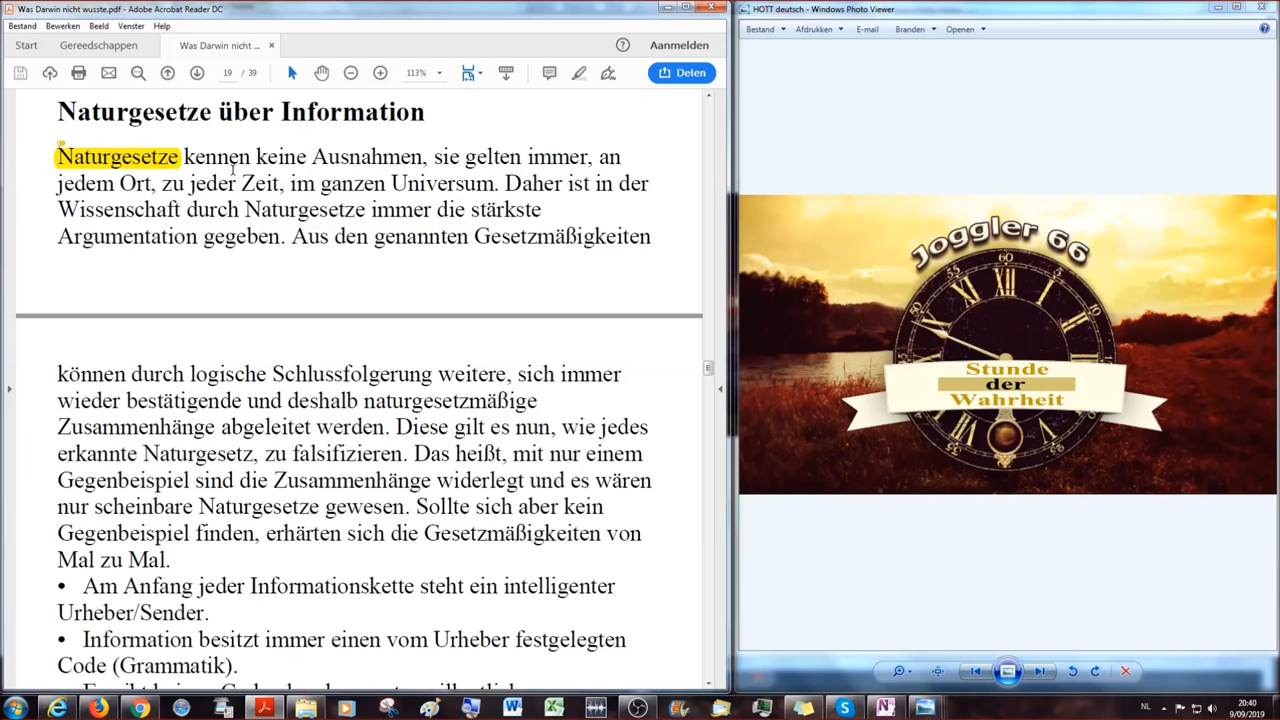 Was Darwin nicht wusste.pdf - Adobe Acrobat Reader DC
Bestand Bewerken Beeld Venster Help
Start Gereedschappen Was Darwin nicht ... × Aanmelden
19 / 39 113% Delen
Naturgesetze über Information
Naturgesetze kennen keine Ausnahmen, sie gelten immer, an
jedem Ort, zu jeder Zeit, im ganzen Universum. Daher ist in der
Wissenschaft durch Naturgesetze immer die stärkste
Argumentation gegeben. Aus den genannten Gesetzmäßigkeiten
können durch logische Schlussfolgerung weitere, sich immer
wieder bestätigende und deshalb naturgesetzmäßige
Zusammenhänge abgeleitet werden. Diese gilt es nun, wie jedes
erkannte Naturgesetz, zu falsifizieren. Das heißt, mit nur einem
Gegenbeispiel sind die Zusammenhänge widerlegt und es wären
nur scheinbare Naturgesetze gewesen. Sollte sich aber kein
Gegenbeispiel finden, erhärten sich die Gesetzmäßigkeiten von
Mal zu Mal.
• Am Anfang jeder Informationskette steht ein intelligenter
Urheber/Sender.
• Information besitzt immer einen vom Urheber festgelegten
Code (Grammatik).
HOTT deutsch - Windows Photo Viewer
Bestand Afdrukken E-mail Branden Openen
Joggler 66
60
55 5
50 10
XII
Stunde
der
Wahrheit
NL 20:40
9/09/2019